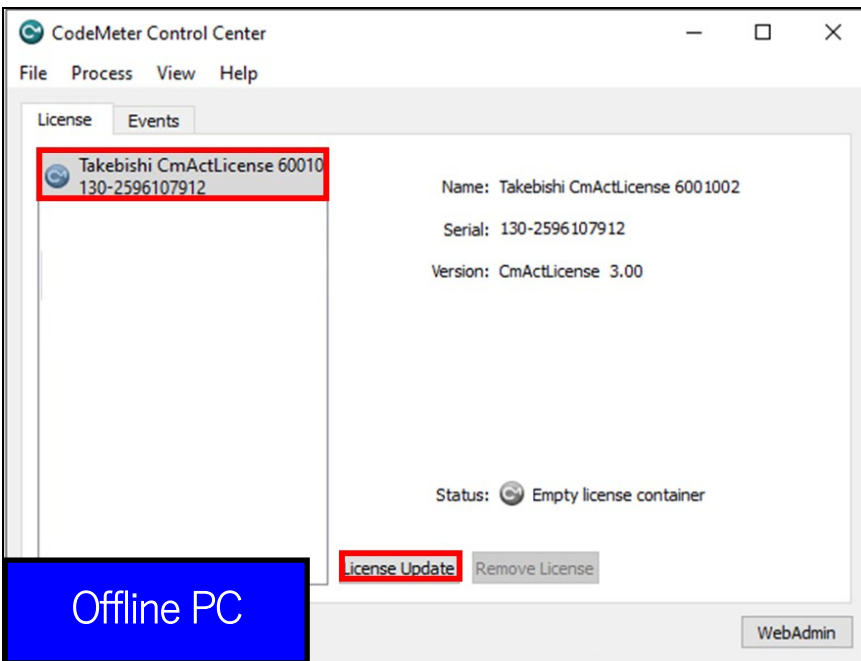 CodeMeter Control Center
File Process View Help
License Events
Takebishi CmActLicense 60010
130-2596107912
Name: Takebishi CmActLicense 6001002
Serial: 130-2596107912
Version: CmActLicense 3.00
Status: Empty license container
License Update Remove License
Offline PC
WebAdmin